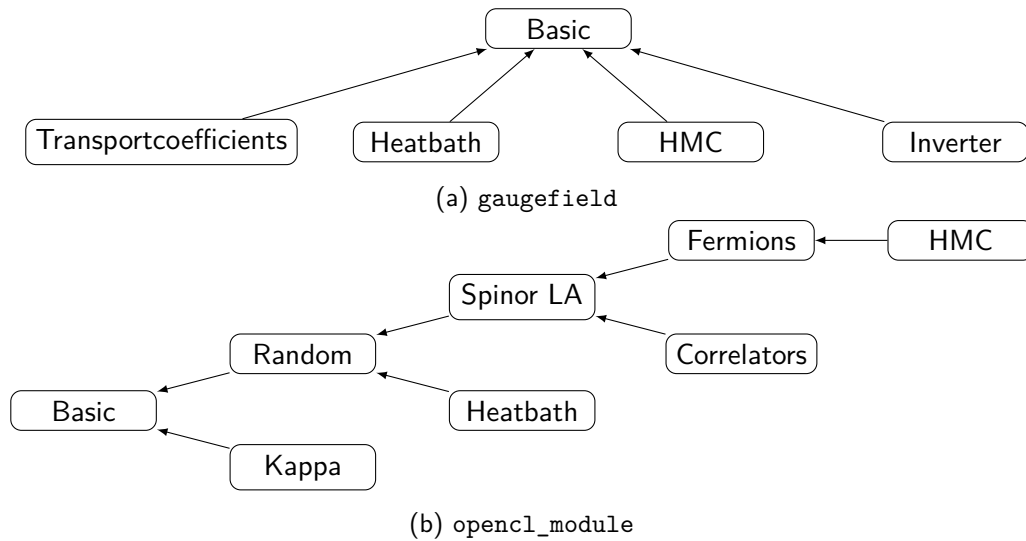 Basic
Transportcoefficients Heatbath HMC Inverter
(a) gaugefield
Fermions HMC
Spinor LA
Random Correlators
Basic Heatbath
Kappa
(b) opencl_module